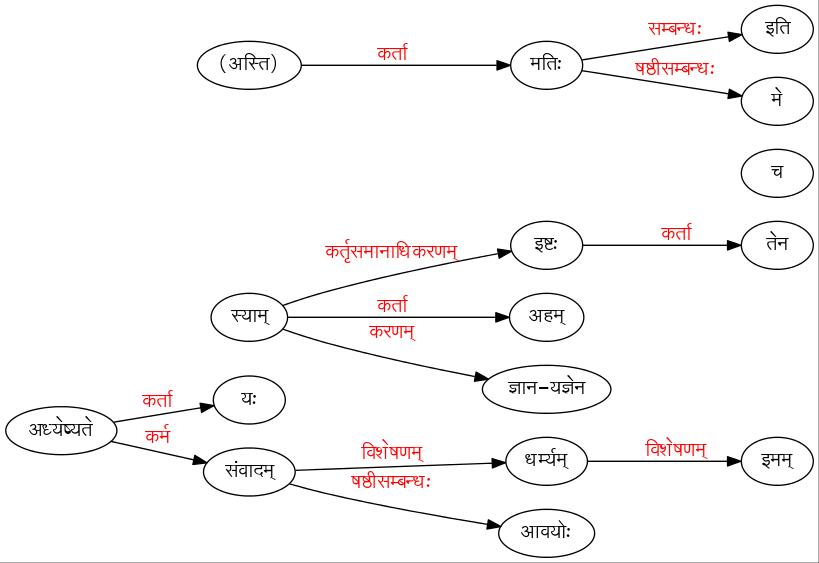 सम्बन्धः
इति
कर्ता
(अस्ति)
मतिः
षष्ठीसम्बन्धः
मे
च
कर्तृसमानाधिकरणम्
इष्टः
कर्ता
तेन
स्याम्
कर्ता
अहम्
करणम्
ज्ञान-यज्ञेन
कर्ता
यः
अध्येष्यते
कर्म
संवादम्
विशेषणम्
धर्म्यम्
विशेषणम्
इमम्
षष्ठीसम्बन्धः
आवयोः